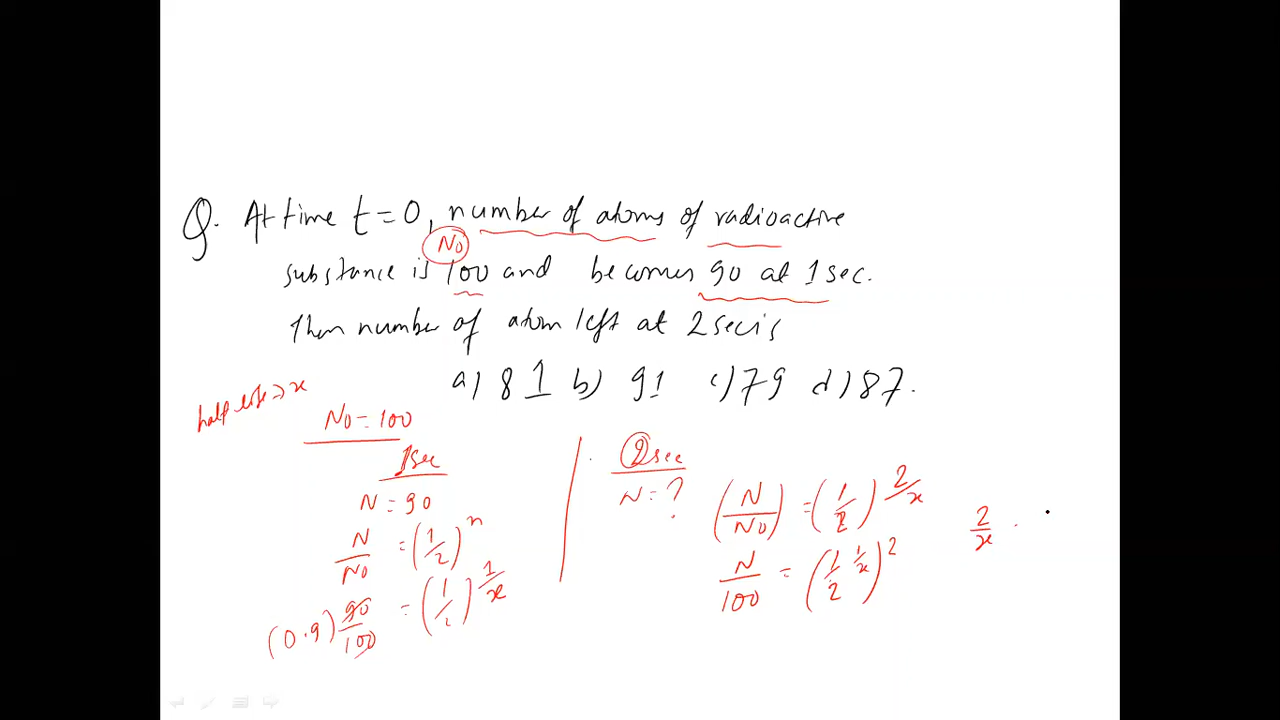 Q. At time t = 0, number of atoms of radioactive
N0
substance is 100 and becomes 90 at 1 sec.
Then number of atom left at 2 sec is
a) 81 b) 91 c) 79 d) 87.
half life => x
N0 = 100
1 sec
N = 90
N/N0 = (1/2)^n
(0.9) 90/100 = (1/2)^1/x
2 sec
N = ?
(N/N0) = (1/2)^2/x
2/x
N/100 = (1/2^1/x)^2